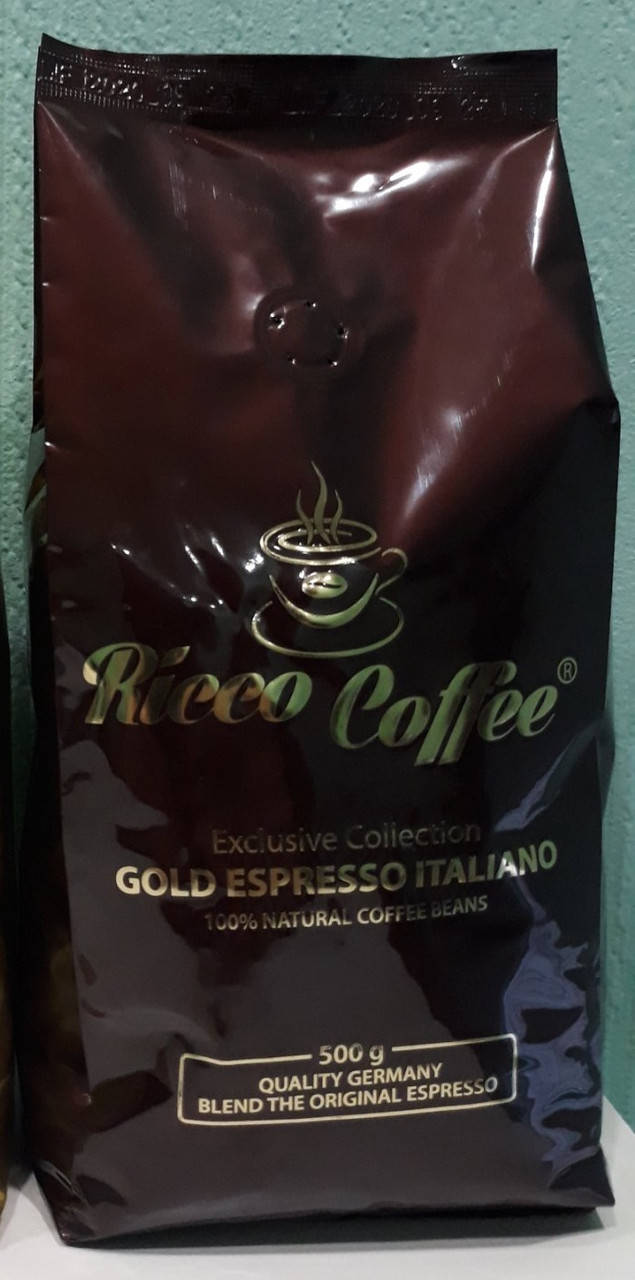 Ricco Coffee®
Exclusive Collection
GOLD ESPRESSO ITALIANO
100% NATURAL COFFEE BEANS
500 g
QUALITY GERMANY
BLEND THE ORIGINAL ESPRESSO